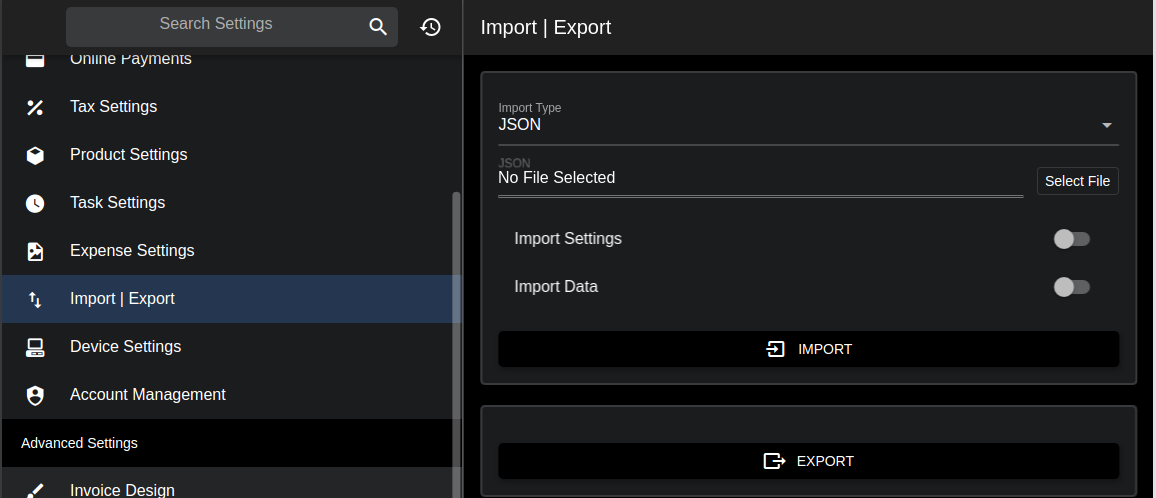 Search Settings
Online Payments
Tax Settings
Product Settings
Task Settings
Expense Settings
Import | Export
Device Settings
Account Management
Advanced Settings
Invoice Design
Import | Export
Import Type
JSON
JSON
No File Selected
Select File
Import Settings
Import Data
IMPORT
EXPORT